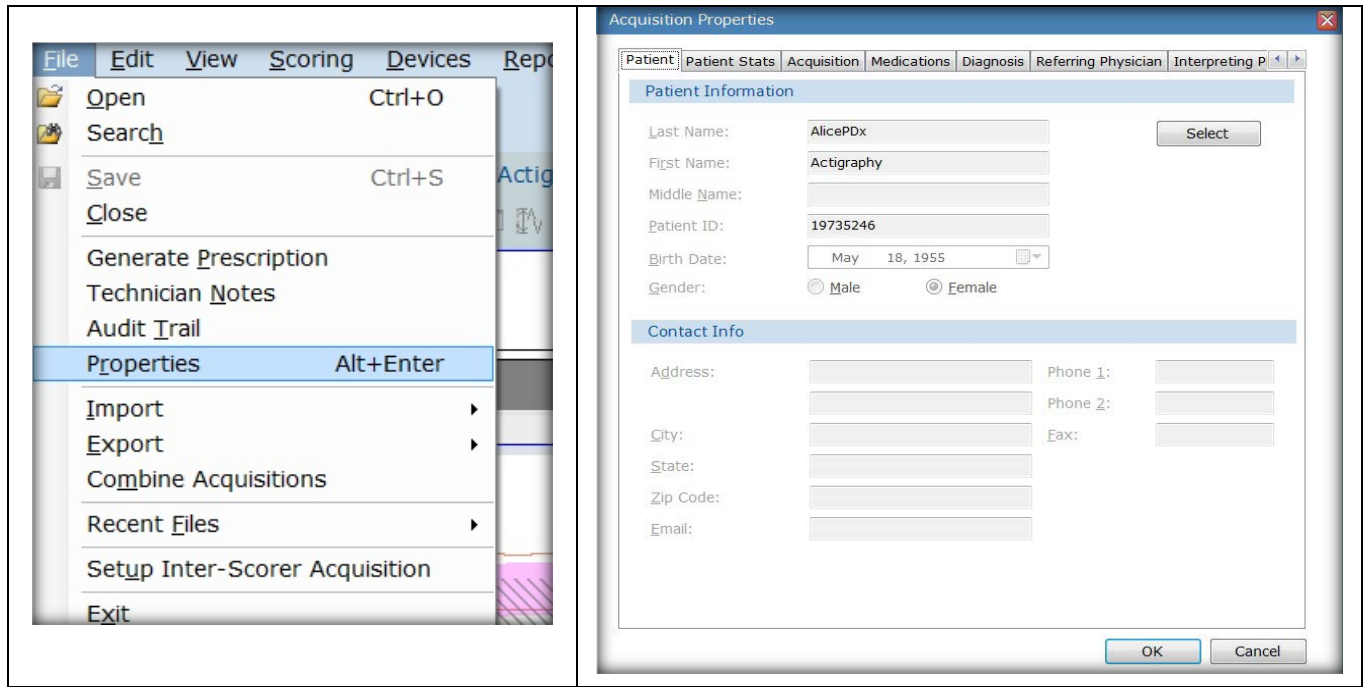 File Edit View Scoring Devices Repo
Open Ctrl+O
Search
Save Ctrl+S
Actig
Close
Generate Prescription
Technician Notes
Audit Trail
Properties Alt+Enter
Import
Export
Combine Acquisitions
Recent Files
Setup Inter-Scorer Acquisition
Exit
Acquisition Properties
Patient Patient Stats Acquisition Medications Diagnosis Referring Physician Interpreting P
Patient Information
Last Name: AlicePDx Select
First Name: Actigraphy
Middle Name:
Patient ID: 19735246
Birth Date: May 18, 1955
Gender: Male Female
Contact Info
Address: Phone 1:
Phone 2:
City: Fax:
State:
Zip Code:
Email:
OK Cancel